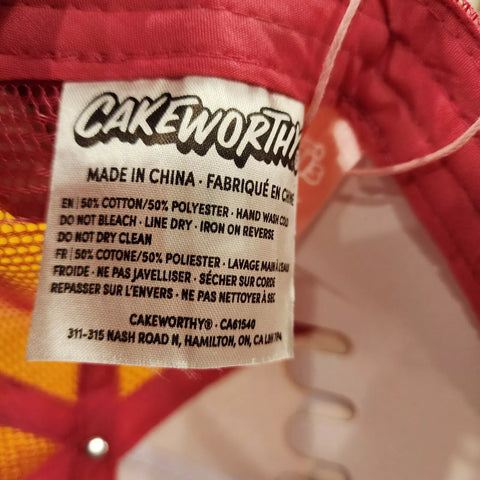 CAKEWORTHY
MADE IN CHINA · FABRIQUÉ EN CHINE
EN | 50% COTTON/50% POLYESTER · HAND WASH COLD
DO NOT BLEACH · LINE DRY · IRON ON REVERSE
DO NOT DRY CLEAN
FR | 50% COTONE/50% POLIESTER · LAVAGE MAIN À L'EAU
FROIDE · NE PAS JAVELLISER · SÉCHER SUR CORDE
REPASSER SUR L'ENVERS · NE PAS NETTOYER À SEC
CAKEWORTHY® · CA61540
311-315 NASH ROAD N, HAMILTON, ON, CA L8H 7P4